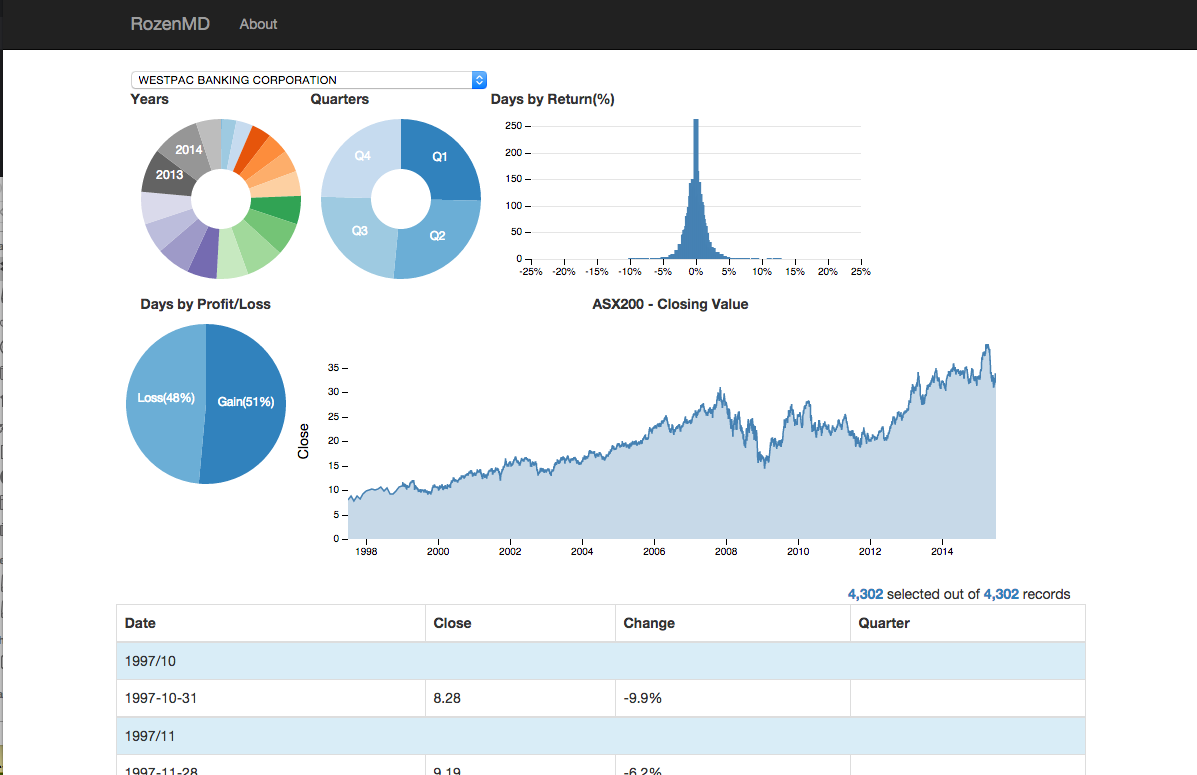 RozenMD About
WESTPAC BANKING CORPORATION
Years Quarters Days by Return(%)
2014
2013
Q4 Q1
Q3 Q2
250
200
150
100
50
0
-25% -20% -15% -10% -5% 0% 5% 10% 15% 20% 25%
Days by Profit/Loss ASX200 - Closing Value
Loss(48%) Gain(51%)
Close
35
30
25
20
15
10
5
0
1998 2000 2002 2004 2006 2008 2010 2012 2014
4,302 selected out of 4,302 records
Date Close Change Quarter
1997/10
1997-10-31 8.28 -9.9%
1997/11
1997-11-28 9.19 -6.2%